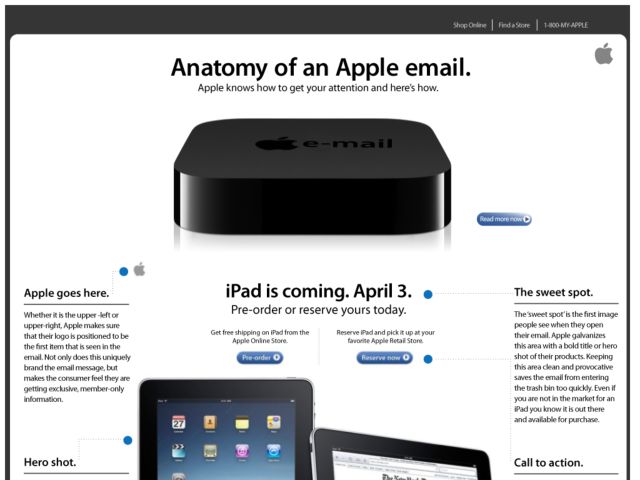 Shop Online
Find a Store
1-800-MY-APPLE
Anatomy of an Apple email.
Apple knows how to get your attention and here's how.
e-mail
Read more now
Apple goes here.
Whether it is the upper -left or
upper-right, Apple makes sure
that their logo is positioned to be
the first item that is seen in the
email. Not only does this uniquely
brand the email message, but
makes the consumer feel they are
getting exclusive, member-only
information.
Hero shot.
iPad is coming. April 3.
Pre-order or reserve yours today.
Get free shipping on iPad from the
Apple Online Store.
Pre-order
Reserve iPad and pick it up at your
favorite Apple Retail Store.
Reserve now
27
The New York
The sweet spot.
The 'sweet spot' is the first image
people see when they open
their email. Apple galvanizes
this area with a bold title or hero
shot of their products. Keeping
this area clean and provocative
saves the email from entering
the trash bin too quickly. Even if
you are not in the market for an
iPad you know it is out there
and available for purchase.
Call to action.